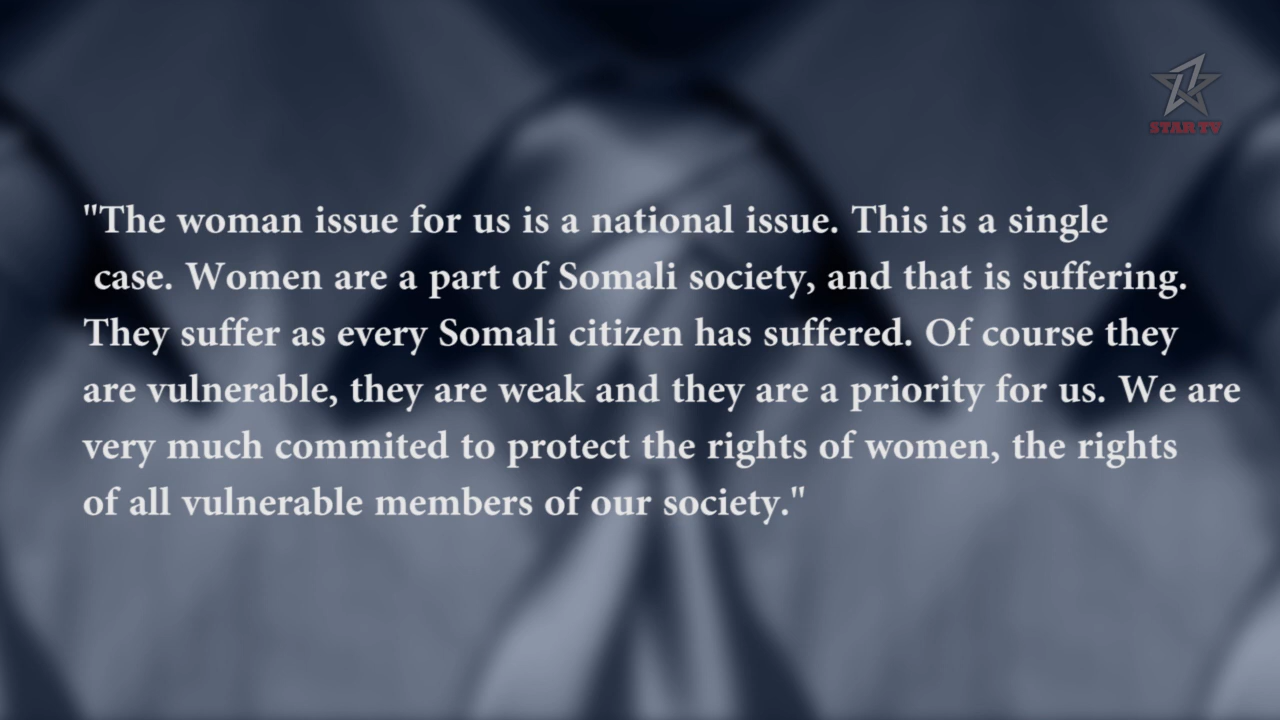 STAR TV
"The woman issue for us is a national issue. This is a single
case. Women are a part of Somali society, and that is suffering.
They suffer as every Somali citizen has suffered. Of course they
are vulnerable, they are weak and they are a priority for us. We are
very much commited to protect the rights of women, the rights
of all vulnerable members of our society."